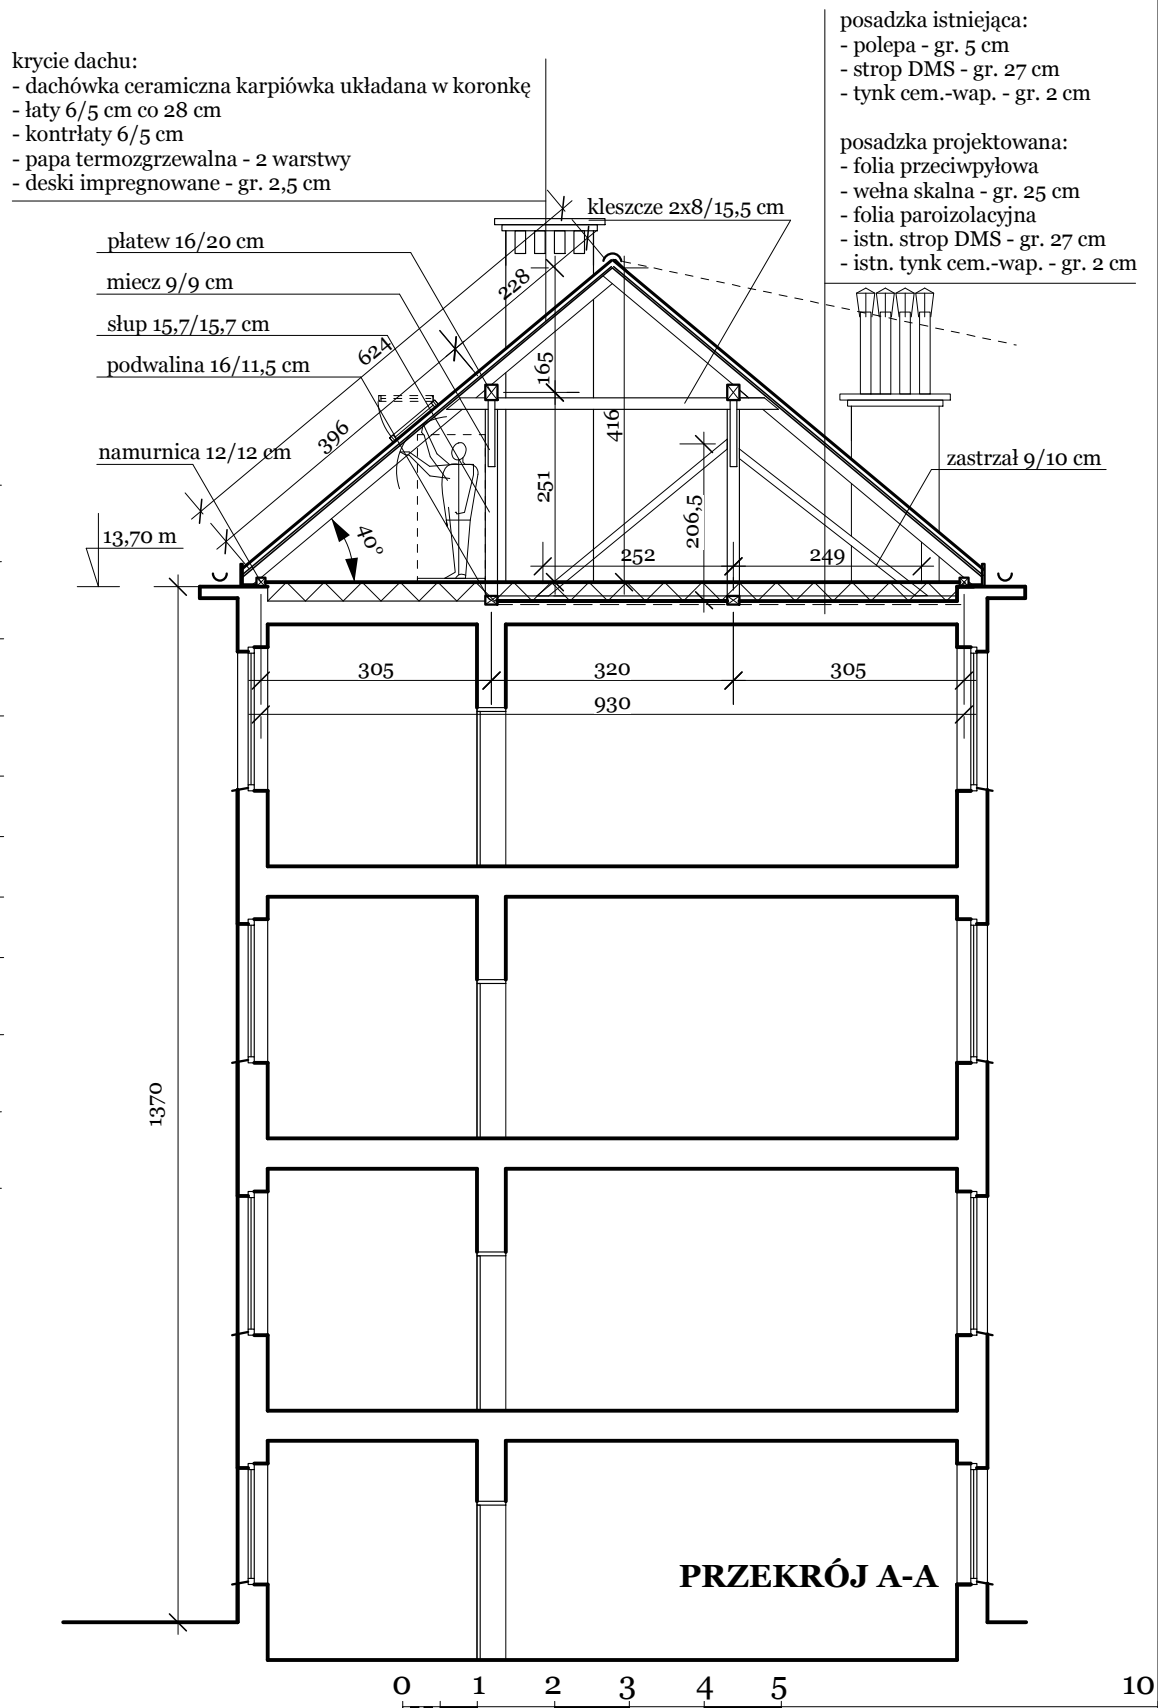 krycie dachu:
- dachówka ceramiczna karpiówka układana w koronkę
- łaty 6/5 cm co 28 cm
- kontrłaty 6/5 cm
- papa termozgrzewalna - 2 warstwy
- deski impregnowane - gr. 2,5 cm
posadzka istniejąca:
- polepa - gr. 5 cm
- strop DMS - gr. 27 cm
- tynk cem.-wap. - gr. 2 cm
posadzka projektowana:
- folia przeciwpyłowa
- wełna skalna - gr. 25 cm
- folia paroizolacyjna
- istn. strop DMS - gr. 27 cm
- istn. tynk cem.-wap. - gr. 2 cm
kleszcze 2x8/15,5 cm
płatew 16/20 cm
miecz 9/9 cm
słup 15,7/15,7 cm
podwalina 16/11,5 cm
namurnica 12/12 cm
zastrzał 9/10 cm
228
624
396
165
416
251
206,5
40°
13,70 m
252
249
305
320
305
930
1370
PRZEKRÓJ A-A
0 1 2 3 4 5 10